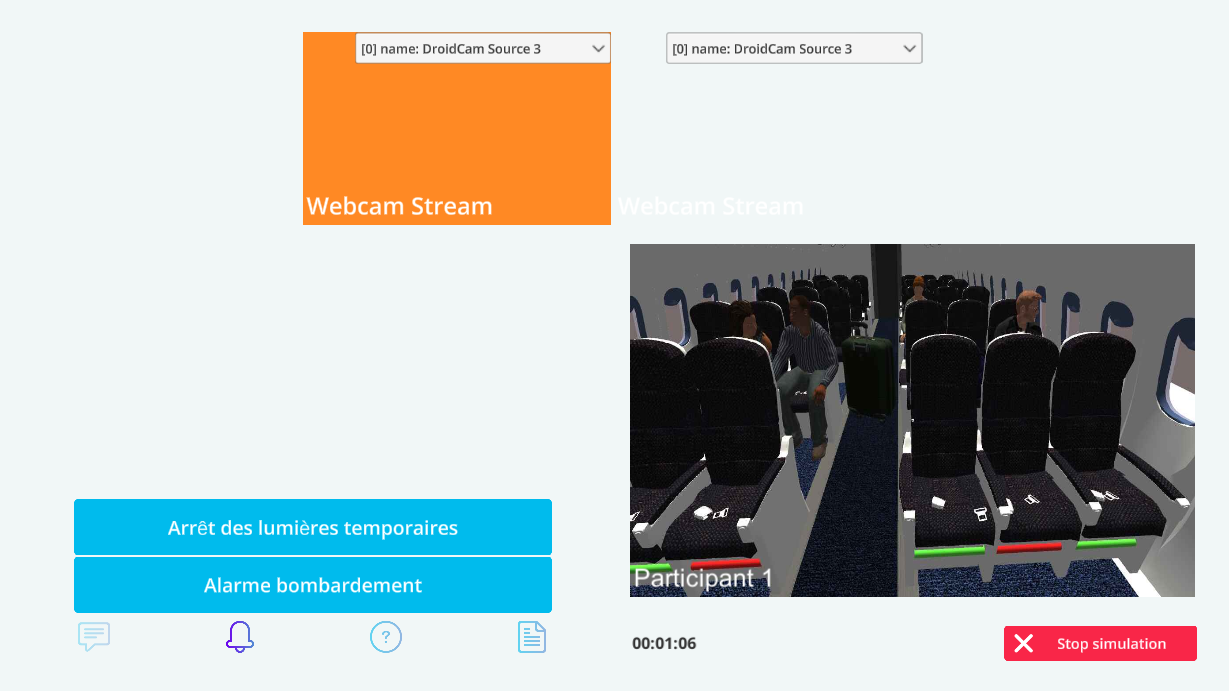 [0] name: DroidCam Source 3
[0] name: DroidCam Source 3
Webcam Stream
Webcam Stream
Arrêt des lumières temporaires
Alarme bombardement
?
Participant 1
00:01:06
Stop simulation